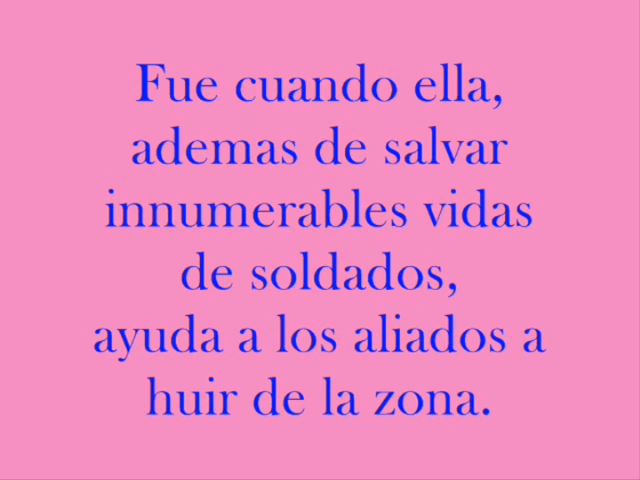 Fue cuando ella,
ademas de salvar
innumerables vidas
de soldados,
ayuda a los aliados a
huir de la zona.